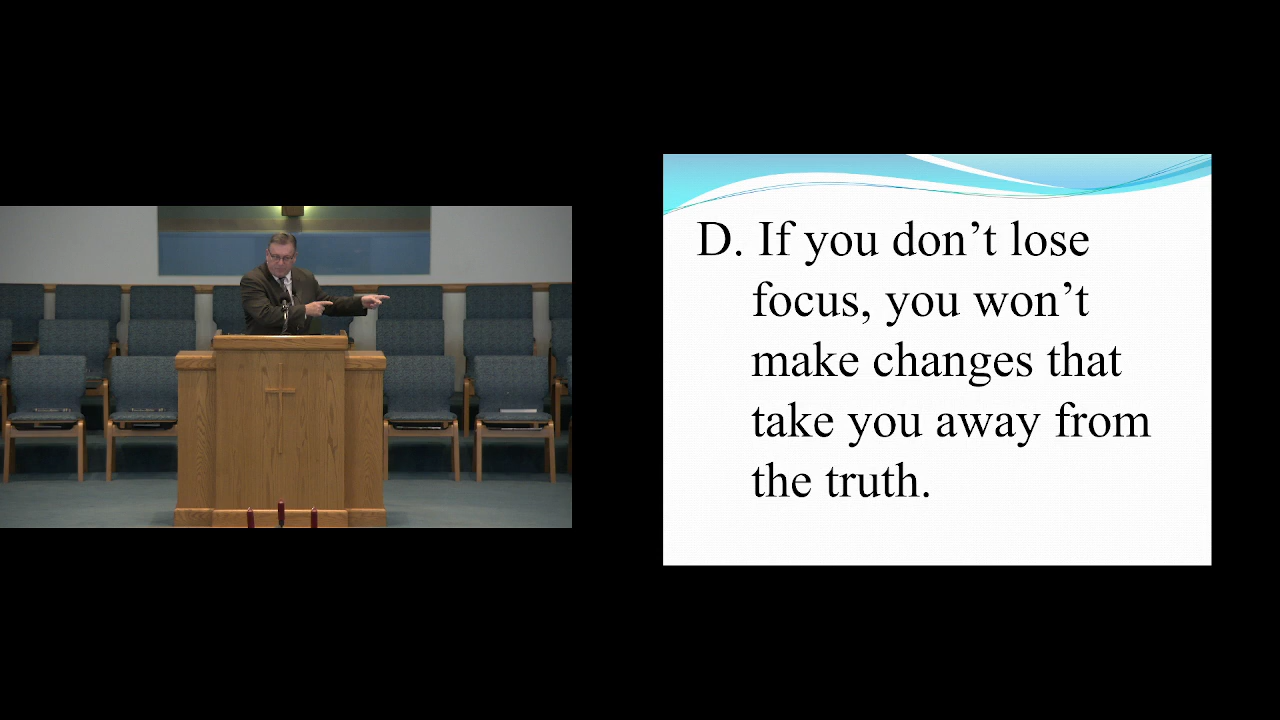 D. If you don’t lose
focus, you won’t
make changes that
take you away from
the truth.